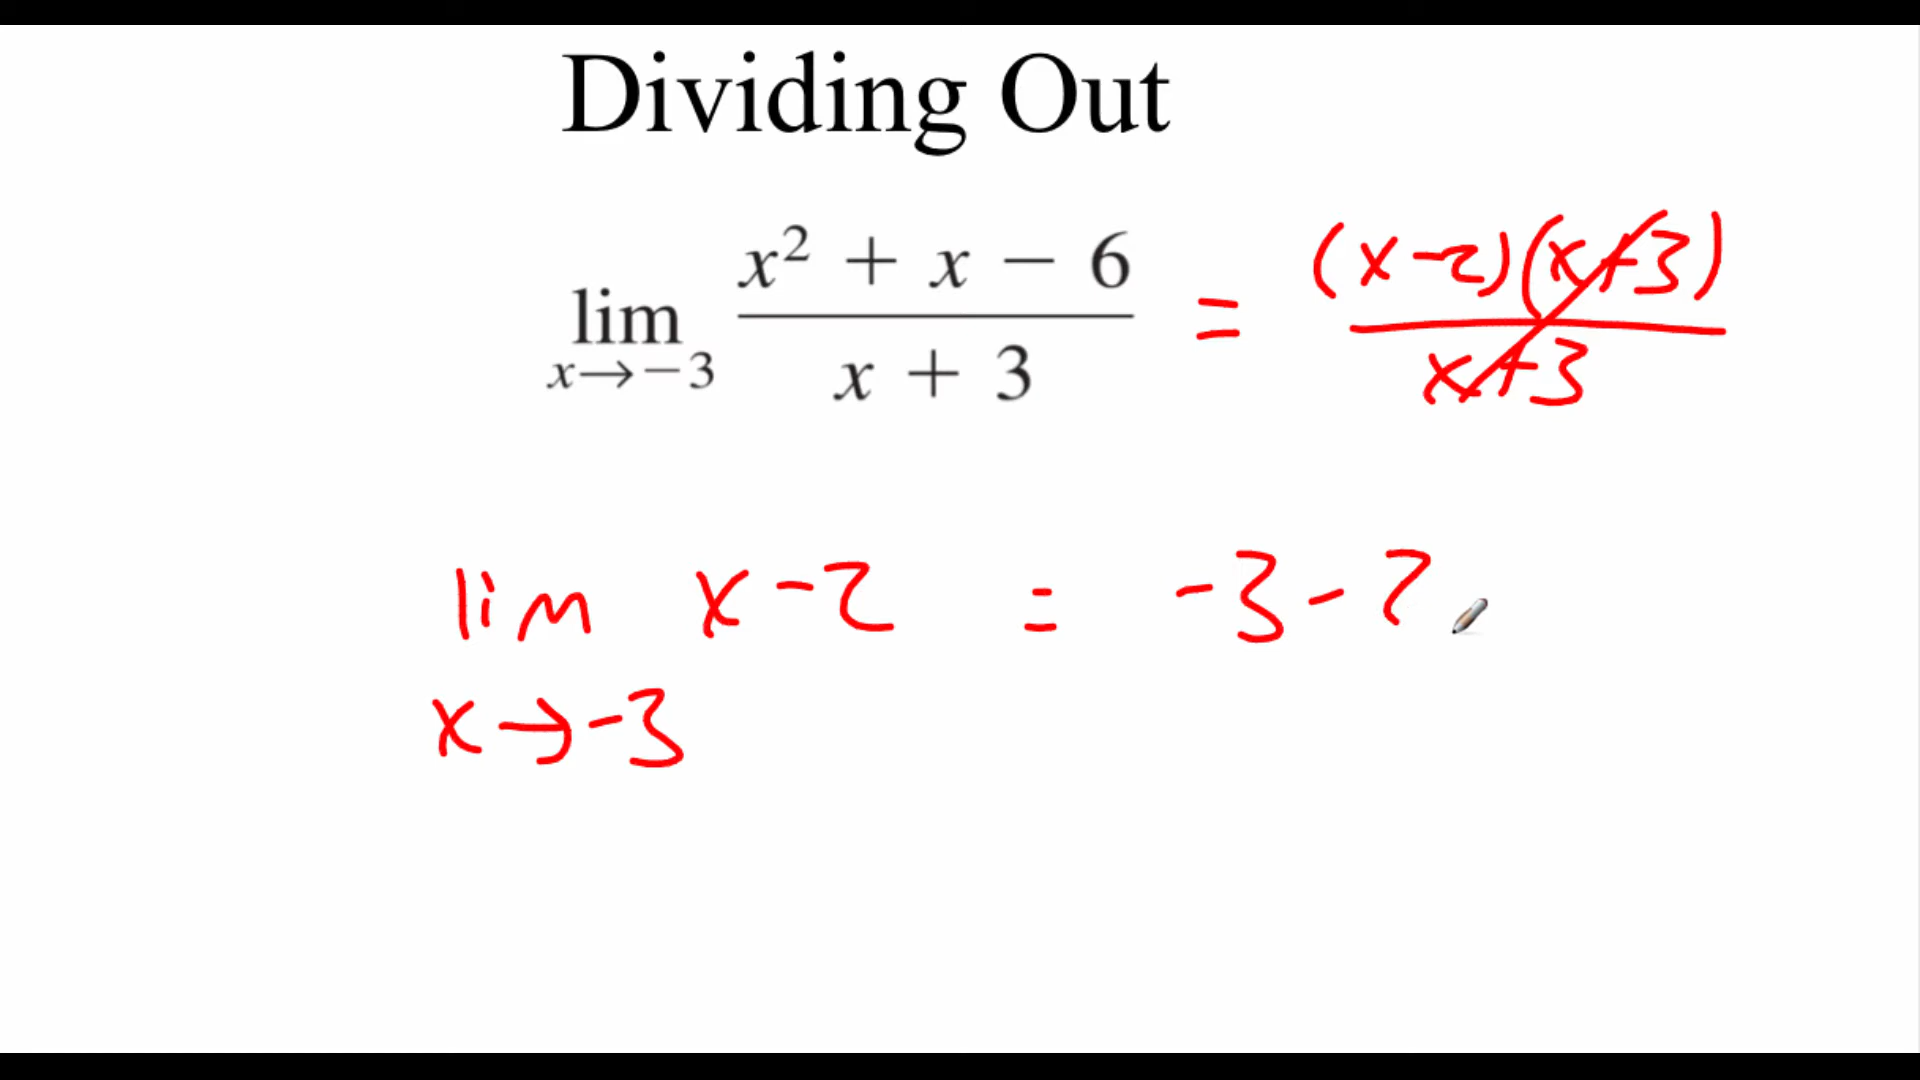 Dividing Out
lim x→−3 (x² + x − 6)/(x + 3) = (x-2)(x+3)/(x+3)
lim x-2 = -3-2
x→-3